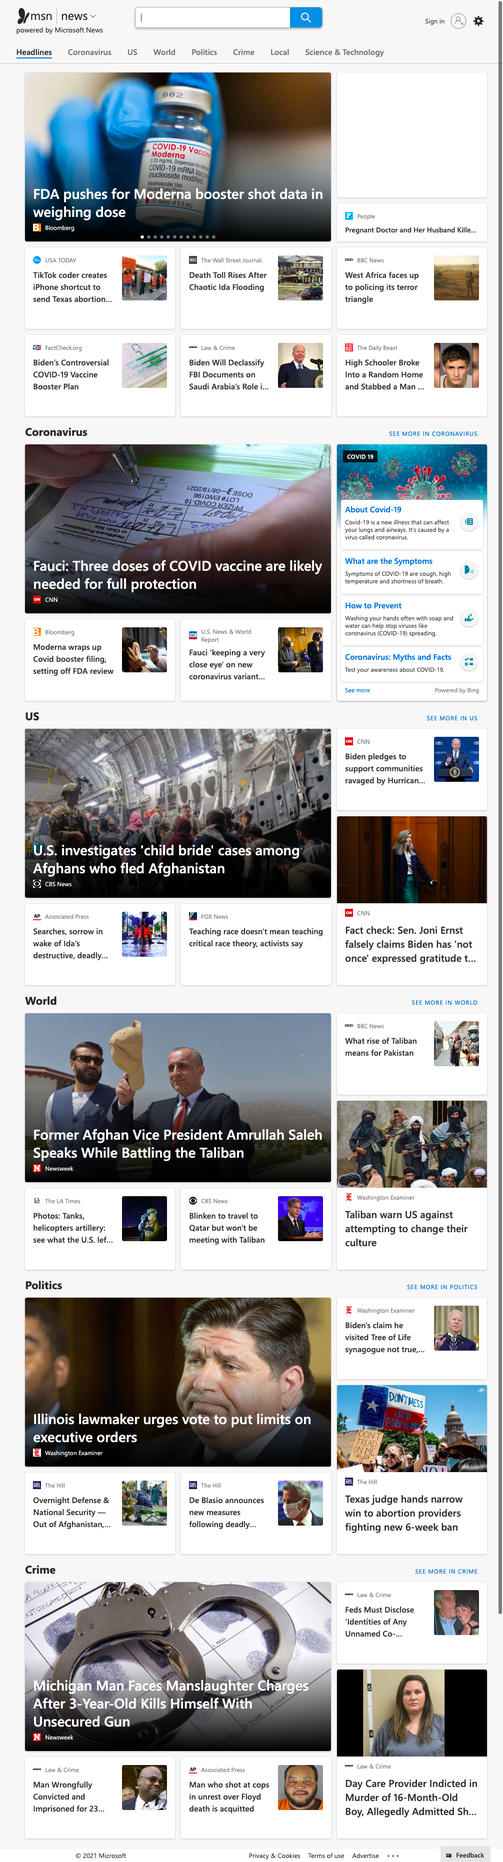 msn news
powered by Microsoft News
Sign in
Headlines Coronavirus US World Politics Crime Local Science & Technology
COVID-19 Vaccine
Moderna
FDA pushes for Moderna booster shot data in
weighing dose
Bloomberg
People
Pregnant Doctor and Her Husband Kille...
USA TODAY
TikTok coder creates
iPhone shortcut to
send Texas abortion...
The Wall Street Journal.
Death Toll Rises After
Chaotic Ida Flooding
BBC News
West Africa faces up
to policing its terror
triangle
FactCheck.org
Biden's Controversial
COVID-19 Vaccine
Booster Plan
Law & Crime
Biden Will Declassify
FBI Documents on
Saudi Arabia's Role i...
The Daily Beast
High Schooler Broke
Into a Random Home
and Stabbed a Man ...
Coronavirus
SEE MORE IN CORONAVIRUS
Fauci: Three doses of COVID vaccine are likely
needed for full protection
CNN
COVID 19
About Covid-19
Covid-19 is a new illness that can affect
your lungs and airways. It's caused by a
virus called coronavirus.
What are the Symptoms
Symptoms of COVID-19 are cough, high
temperature and shortness of breath.
How to Prevent
Washing your hands often with soap and
water can help stop viruses like
coronavirus (COVID-19) spreading.
Coronavirus: Myths and Facts
Test your awareness about COVID-19.
See more
Powered by Bing
Bloomberg
Moderna wraps up
Covid booster filing,
setting off FDA review
U.S. News & World
Report
Fauci 'keeping a very
close eye' on new
coronavirus variant...
US
SEE MORE IN US
U.S. investigates 'child bride' cases among
Afghans who fled Afghanistan
CBS News
CNN
Biden pledges to
support communities
ravaged by Hurrican...
CNN
Fact check: Sen. Joni Ernst
falsely claims Biden has 'not
once' expressed gratitude t...
Associated Press
Searches, sorrow in
wake of Ida's
destructive, deadly...
FOX News
Teaching race doesn't mean teaching
critical race theory, activists say
World
SEE MORE IN WORLD
Former Afghan Vice President Amrullah Saleh
Speaks While Battling the Taliban
Newsweek
BBC News
What rise of Taliban
means for Pakistan
Washington Examiner
Taliban warn US against
attempting to change their
culture
The LA Times
Photos: Tanks,
helicopters artillery:
see what the U.S. lef...
CBS News
Blinken to travel to
Qatar but won't be
meeting with Taliban
Politics
SEE MORE IN POLITICS
Illinois lawmaker urges vote to put limits on
executive orders
Washington Examiner
Washington Examiner
Biden's claim he
visited Tree of Life
synagogue not true,...
The Hill
Texas judge hands narrow
win to abortion providers
fighting new 6-week ban
The Hill
Overnight Defense &
National Security —
Out of Afghanistan,...
The Hill
De Blasio announces
new measures
following deadly...
Crime
SEE MORE IN CRIME
Michigan Man Faces Manslaughter Charges
After 3-Year-Old Kills Himself With
Unsecured Gun
Newsweek
Law & Crime
Feds Must Disclose
'Identities of Any
Unnamed Co-...
Law & Crime
Day Care Provider Indicted in
Murder of 16-Month-Old
Boy, Allegedly Admitted Sh...
Law & Crime
Man Wrongfully
Convicted and
Imprisoned for 23...
Associated Press
Man who shot at cops
in unrest over Floyd
death is acquitted
© 2021 Microsoft
Privacy & Cookies Terms of use Advertise
Feedback